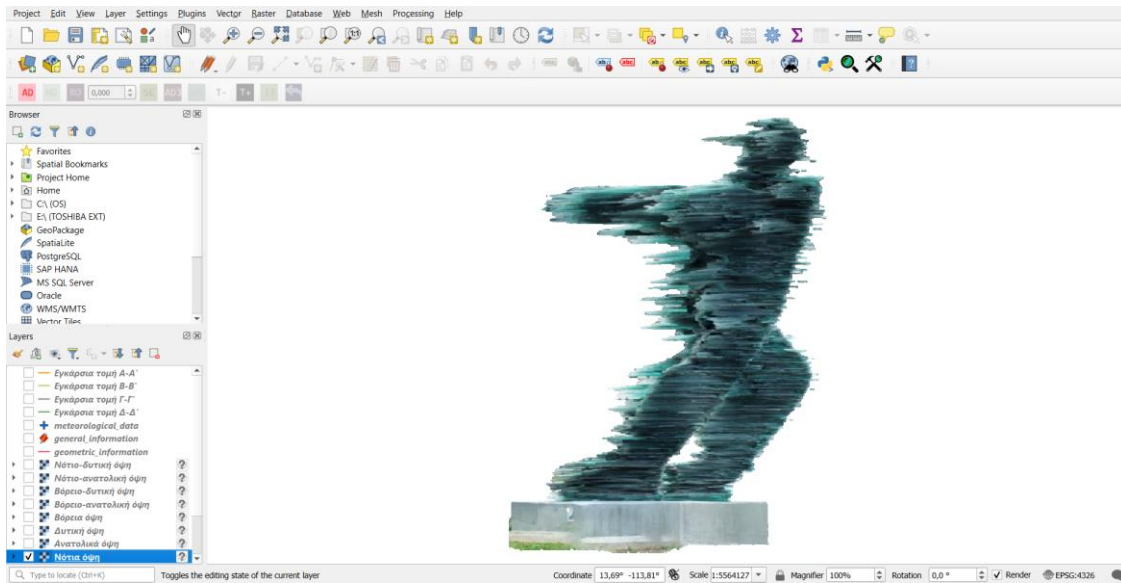 Project Edit View Layer Settings Plugins Vector Raster Database Web Mesh Processing Help
AD 0,000 AD3 T- T+
Browser
Favorites
Spatial Bookmarks
Project Home
Home
C:\ (OS)
E:\ (TOSHIBA EXT)
GeoPackage
SpatiaLite
PostgreSQL
SAP HANA
MS SQL Server
Oracle
WMS/WMTS
Vector Tiles
Layers
Εγκάρσια τομή Α-Α΄
Εγκάρσια τομή Β-Β΄
Εγκάρσια τομή Γ-Γ΄
Εγκάρσια τομή Δ-Δ΄
meteorological_data
general_information
geometric_information
Νότιο-δυτική όψη ?
Νότιο-ανατολική όψη ?
Βόρειο-δυτική όψη ?
Βόρειο-ανατολική όψη ?
Βόρεια όψη ?
Δυτική όψη ?
Ανατολικά όψη ?
Νότια όψη ?
Type to locate (Ctrl+K) Toggles the editing state of the current layer Coordinate 13,69° -113,81° Scale 1:5564127 Magnifier 100% Rotation 0,0 ° Render EPSG:4326